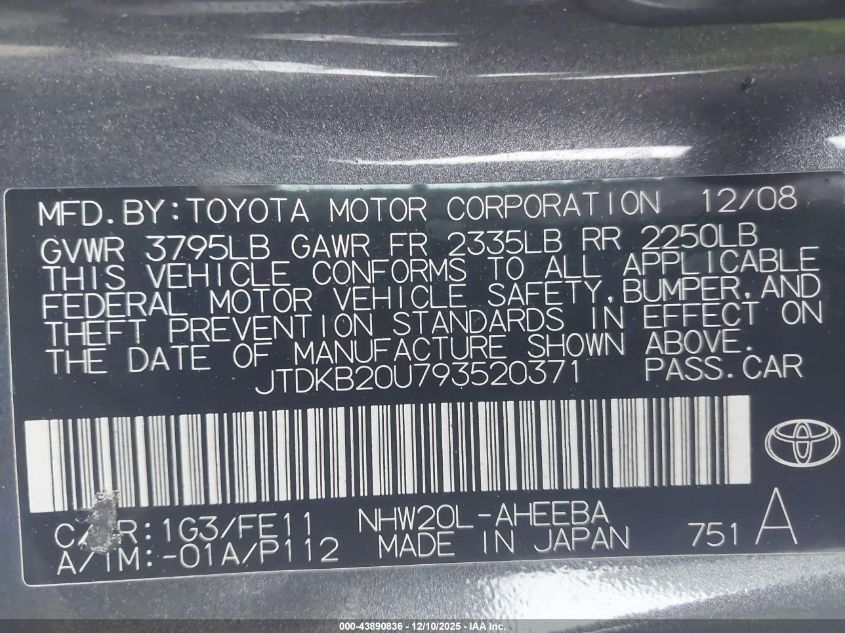 MFD.BY:TOYOTA MOTOR CORPORATION 12/08
GVWR 3795LB GAWR FR 2335LB RR 2250LB
THIS VEHICLE CONFORMS TO ALL APPLICABLE
FEDERAL MOTOR VEHICLE SAFETY,BUMPER,AND
THEFT PREVENTION STANDARDS IN EFFECT ON
THE DATE OF MANUFACTURE SHOWN ABOVE.
JTDKB20U793520371 PASS.CAR
:1G3/FE11 NHW20L-AHEEBA
A/TM:-01A/P112 MADE IN JAPAN 751 A
000-43890836 - 12/10/2025 - IAA Inc.